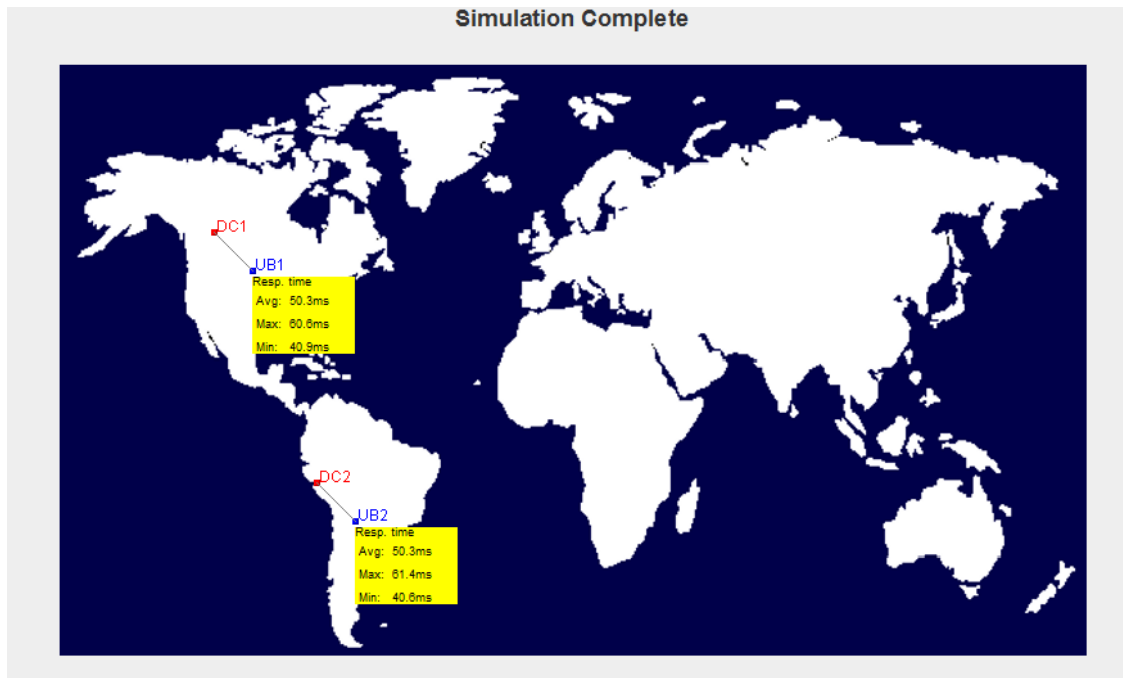 Simulation Complete
DC1
UB1
Resp. time
Avg: 50.3ms
Max: 60.6ms
Min: 40.9ms
DC2
UB2
Resp. time
Avg: 50.3ms
Max: 61.4ms
Min: 40.6ms